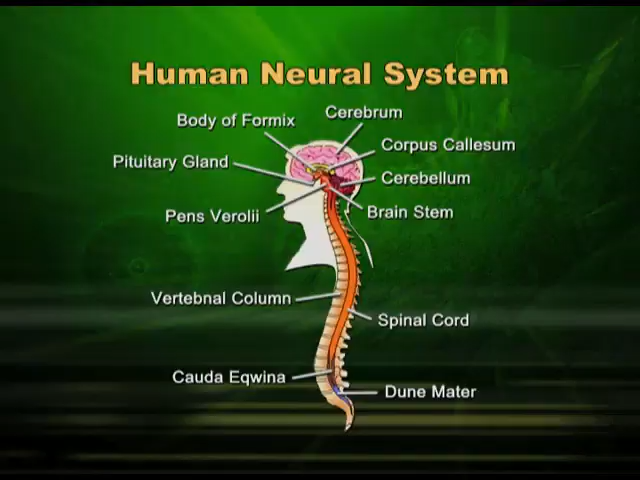 Human Neural System
Body of Formix
Cerebrum
Corpus Callesum
Pituitary Gland
Cerebellum
Pens Verolii
Brain Stem
Vertebnal Column
Spinal Cord
Cauda Eqwina
Dune Mater